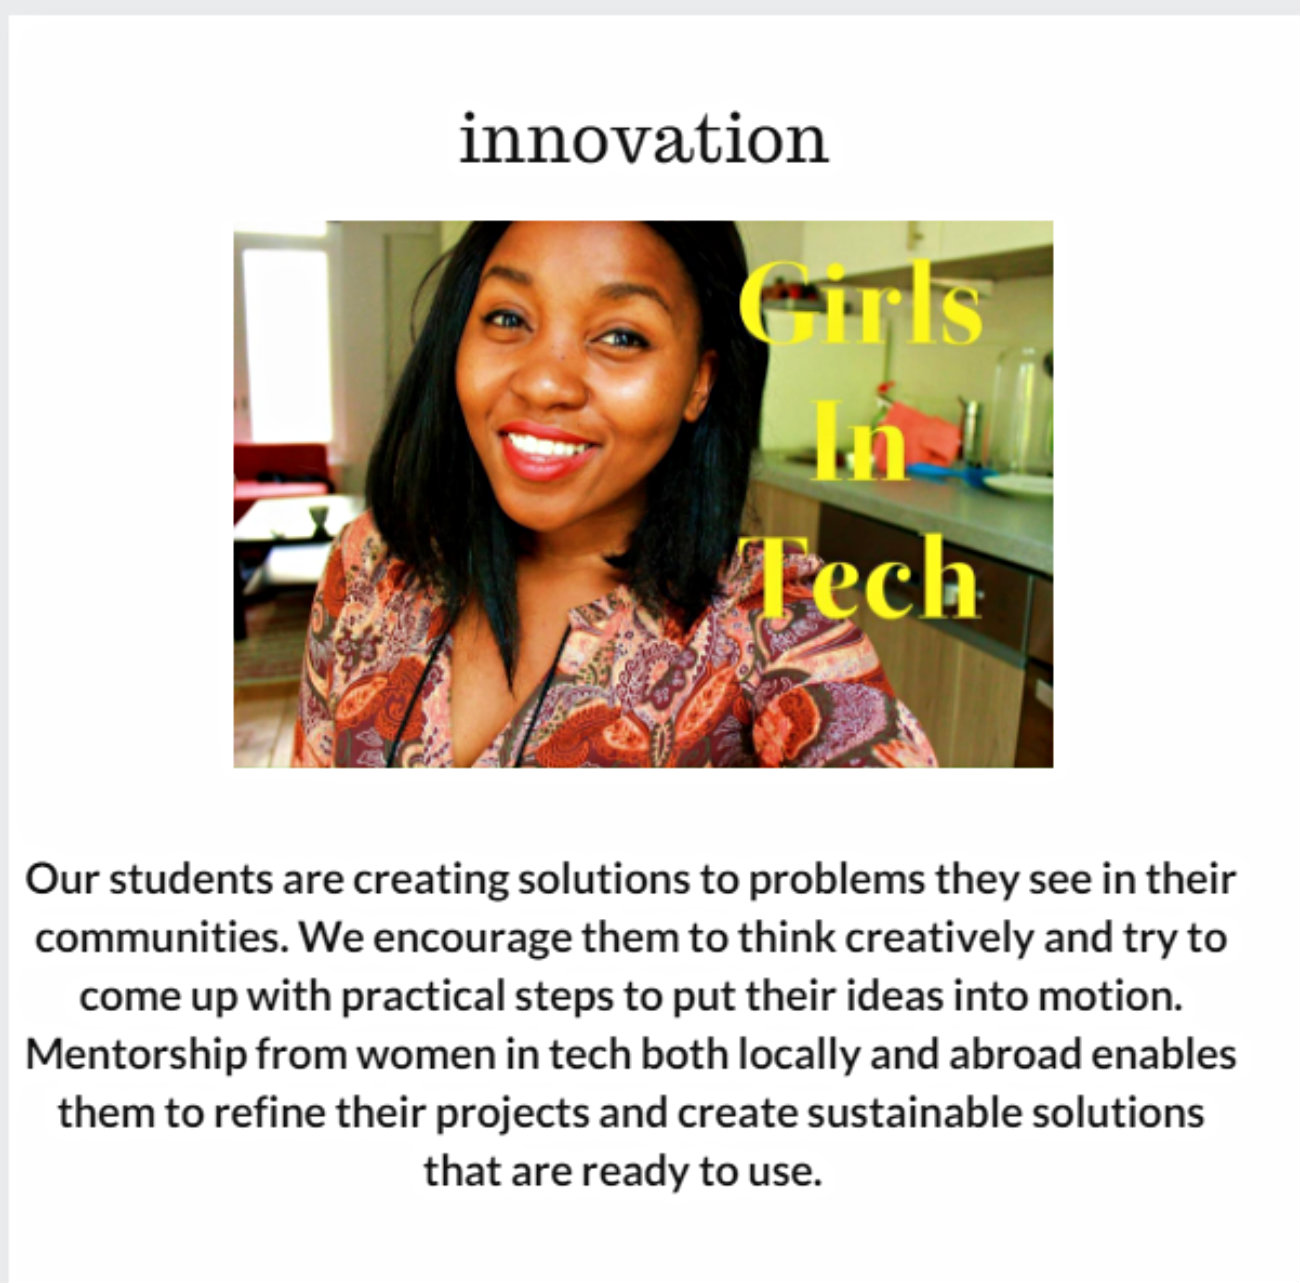 innovation
Girls
In
Tech
Our students are creating solutions to problems they see in their
communities. We encourage them to think creatively and try to
come up with practical steps to put their ideas into motion.
Mentorship from women in tech both locally and abroad enables
them to refine their projects and create sustainable solutions
that are ready to use.